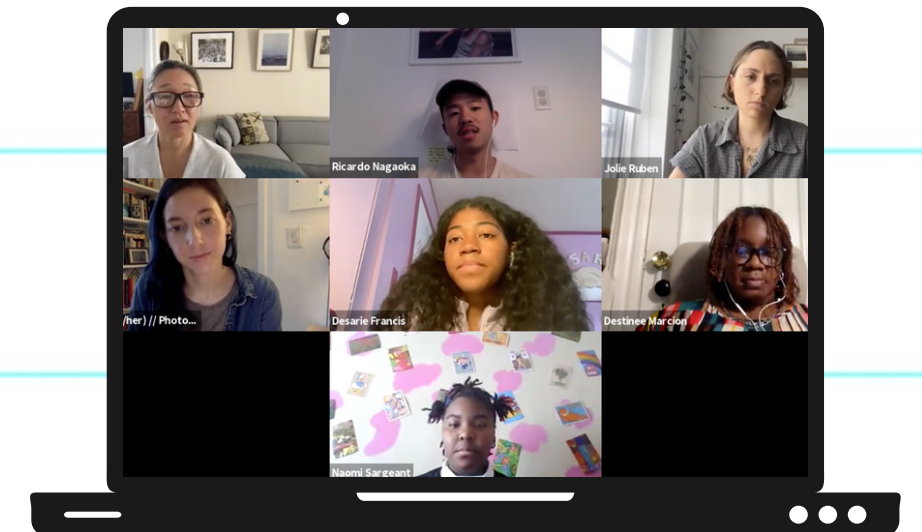 Ricardo Nagaoka
Jolie Ruben
/her) // Photo...
Desarie Francis
Destinee Marcion
Naomi Sargeant